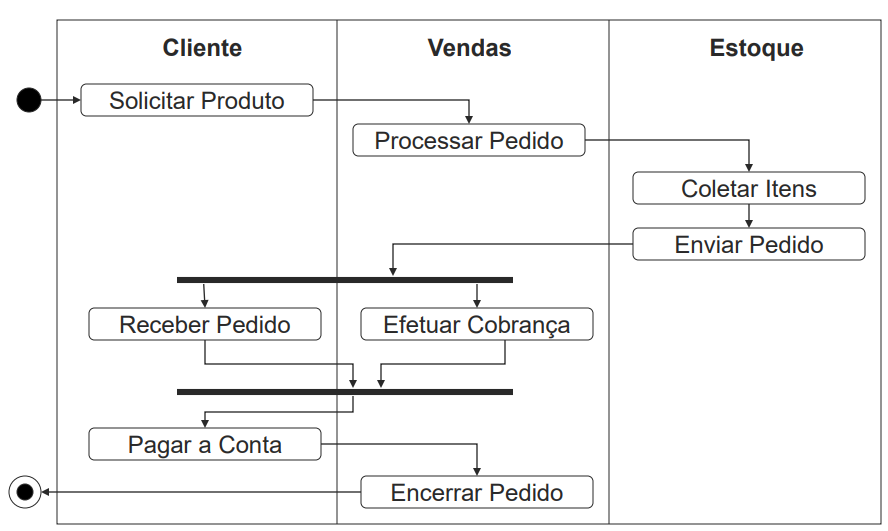 Cliente
Vendas
Estoque
Solicitar Produto
Processar Pedido
Coletar Itens
Enviar Pedido
Receber Pedido
Efetuar Cobrança
Pagar a Conta
Encerrar Pedido